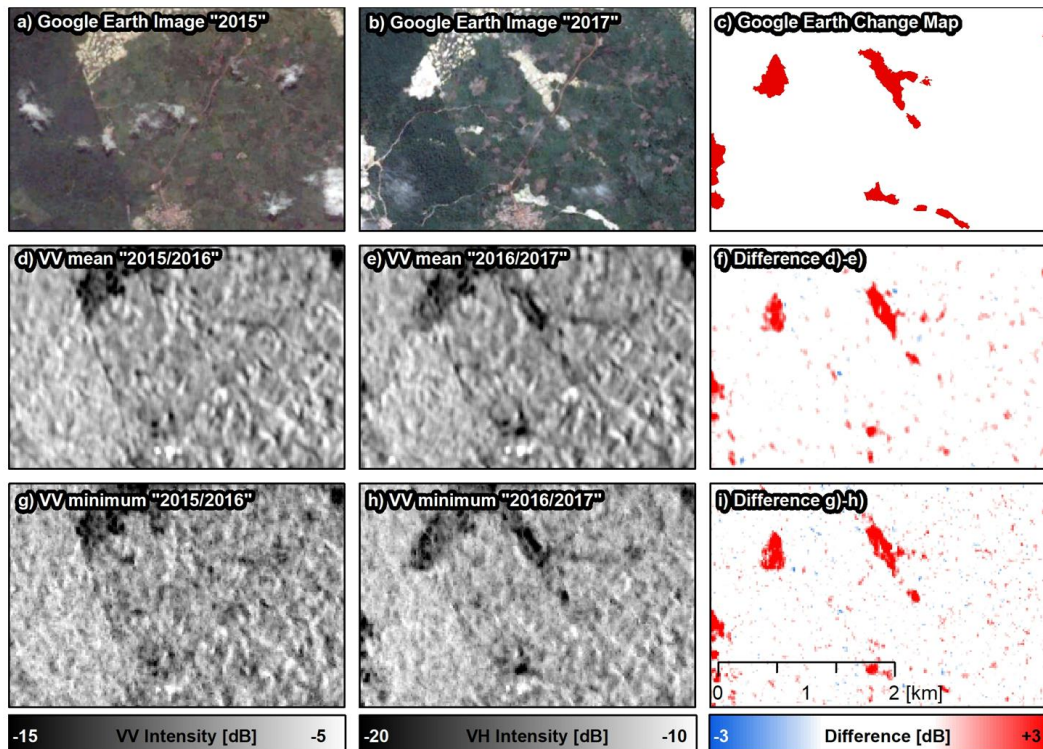 a) Google Earth Image "2015"
b) Google Earth Image "2017"
c) Google Earth Change Map
d) VV mean "2015/2016"
e) VV mean "2016/2017"
f) Difference d)-e)
g) VV minimum "2015/2016"
h) VV minimum "2016/2017"
i) Difference g)-h)
0 1 2 [km]
-15 VV Intensity [dB] -5
-20 VH Intensity [dB] -10
-3 Difference [dB] +3